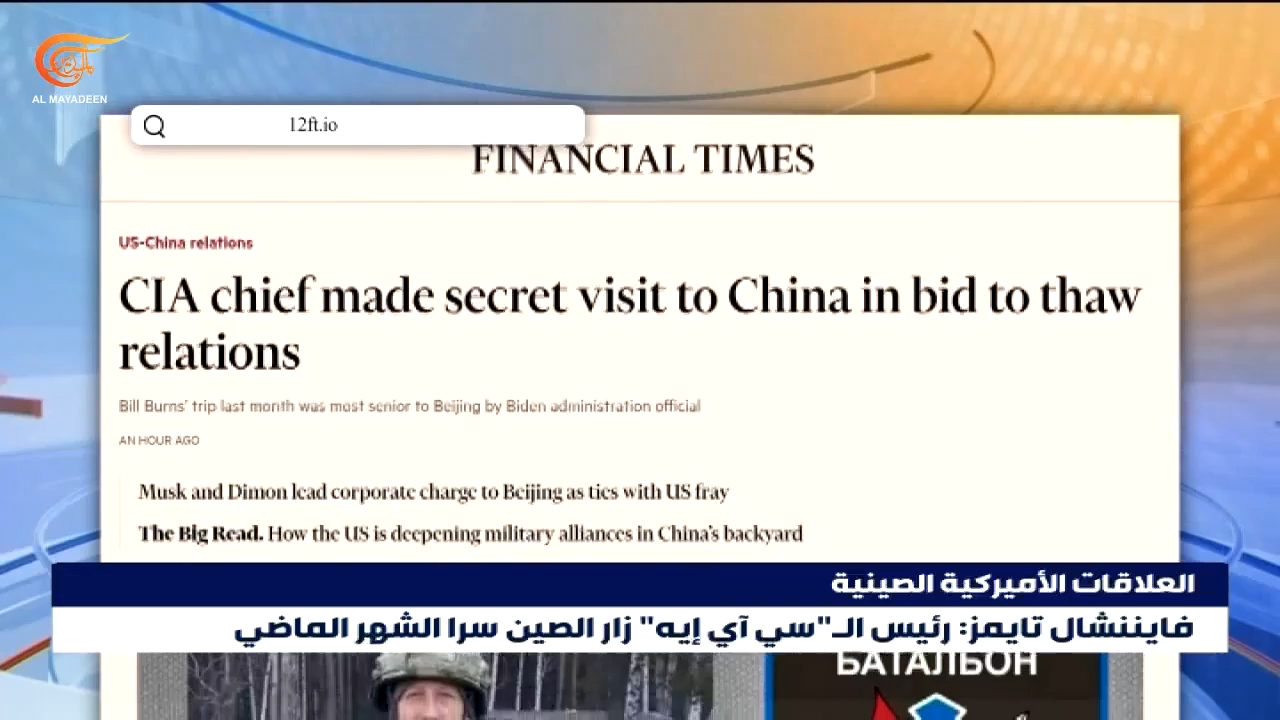 AL MAYADEEN
12ft.io
FINANCIAL TIMES
US-China relations
CIA chief made secret visit to China in bid to thaw
relations
Bill Burns' trip last month was most senior to Beijing by Biden administration official
AN HOUR AGO
Musk and Dimon lead corporate charge to Beijing as ties with US fray
The Big Read. How the US is deepening military alliances in China's backyard
العلاقات الأميركية الصينية
فايننشال تايمز: رئيس الـ"سي آي إيه" زار الصين سرا الشهر الماضي
БАТАЛЬОН